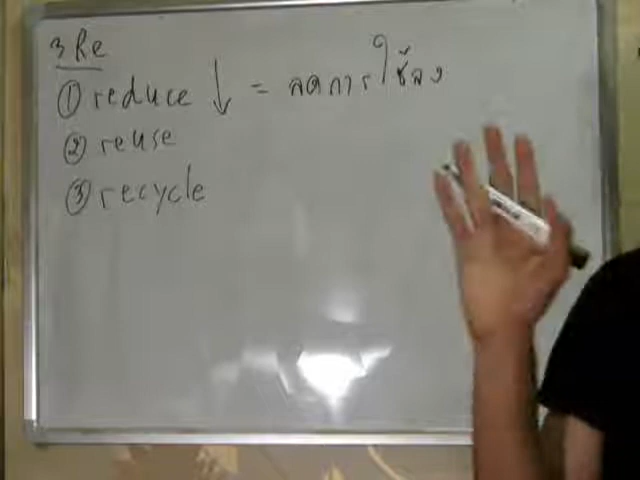 3 Re
① reduce ↓ = ลดการใช้ลง
② reuse
③ recycle